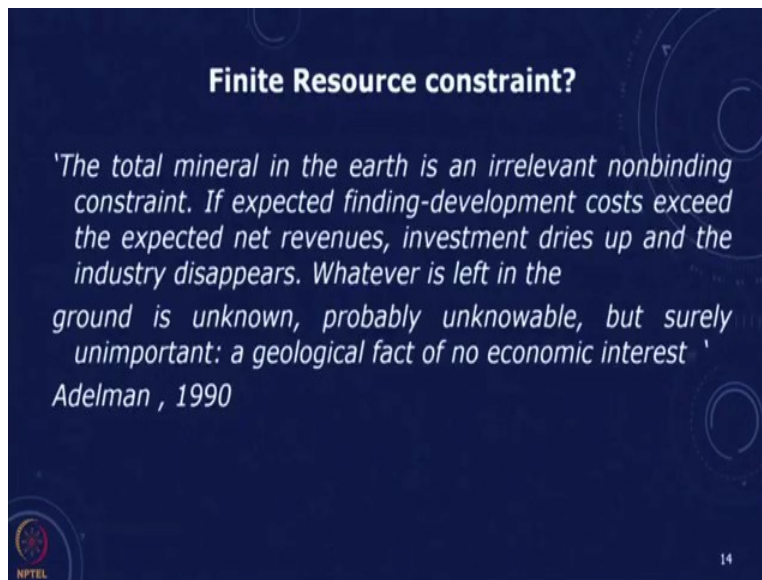 Finite Resource constraint?
‘The total mineral in the earth is an irrelevant nonbinding
constraint. If expected finding-development costs exceed
the expected net revenues, investment dries up and the
industry disappears. Whatever is left in the
ground is unknown, probably unknowable, but surely
unimportant: a geological fact of no economic interest ‘
Adelman , 1990
NPTEL
14